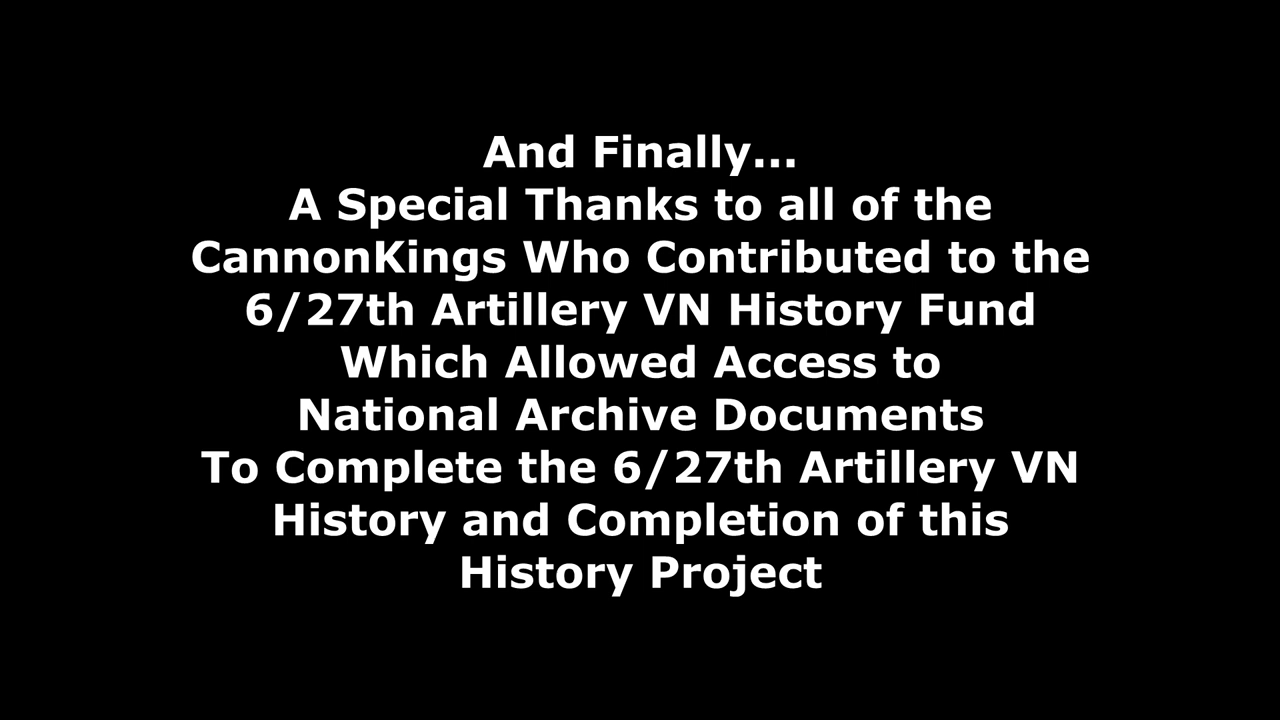 And Finally...
A Special Thanks to all of the
CannonKings Who Contributed to the
6/27th Artillery VN History Fund
Which Allowed Access to
National Archive Documents
To Complete the 6/27th Artillery VN
History and Completion of this
History Project